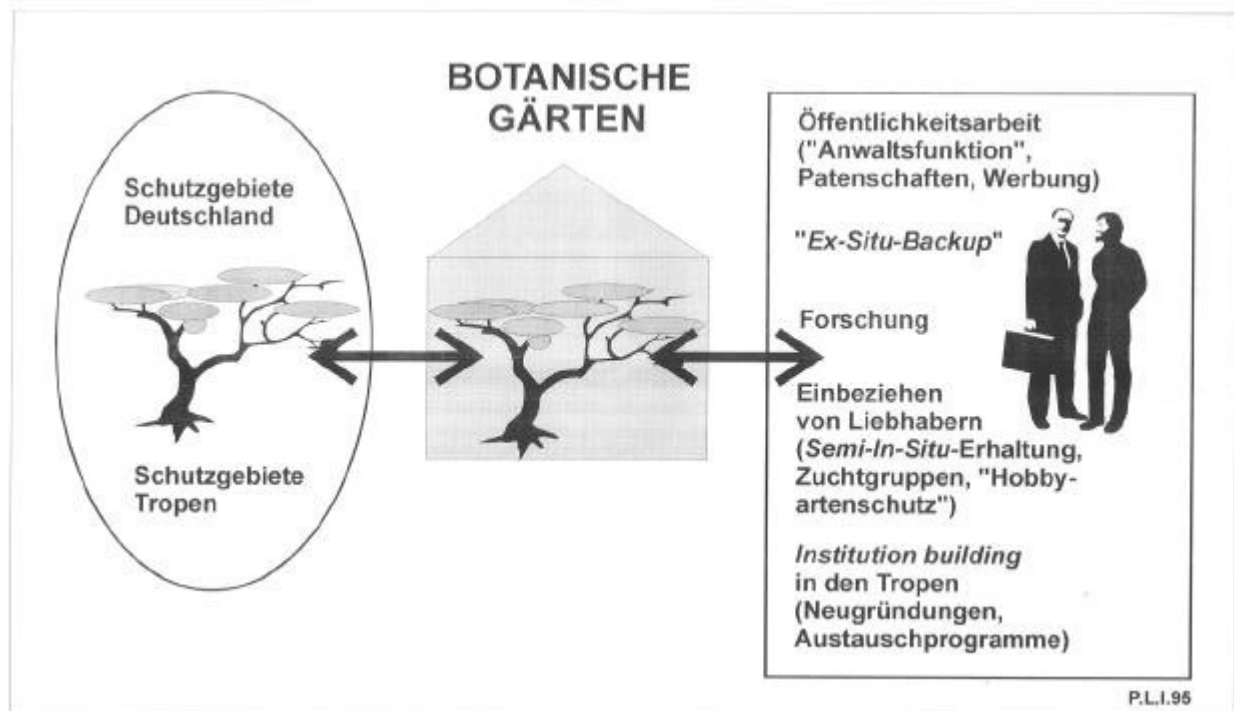 BOTANISCHE
GÄRTEN
Schutzgebiete
Deutschland
Schutzgebiete
Tropen
Öffentlichkeitsarbeit
("Anwaltsfunktion",
Patenschaften, Werbung)
"Ex-Situ-Backup"
Forschung
Einbeziehen
von Liebhabern
(Semi-In-Situ-Erhaltung,
Zuchtgruppen, "Hobby-
artenschutz")
Institution building
in den Tropen
(Neugründungen,
Austauschprogramme)
P.L.I.95